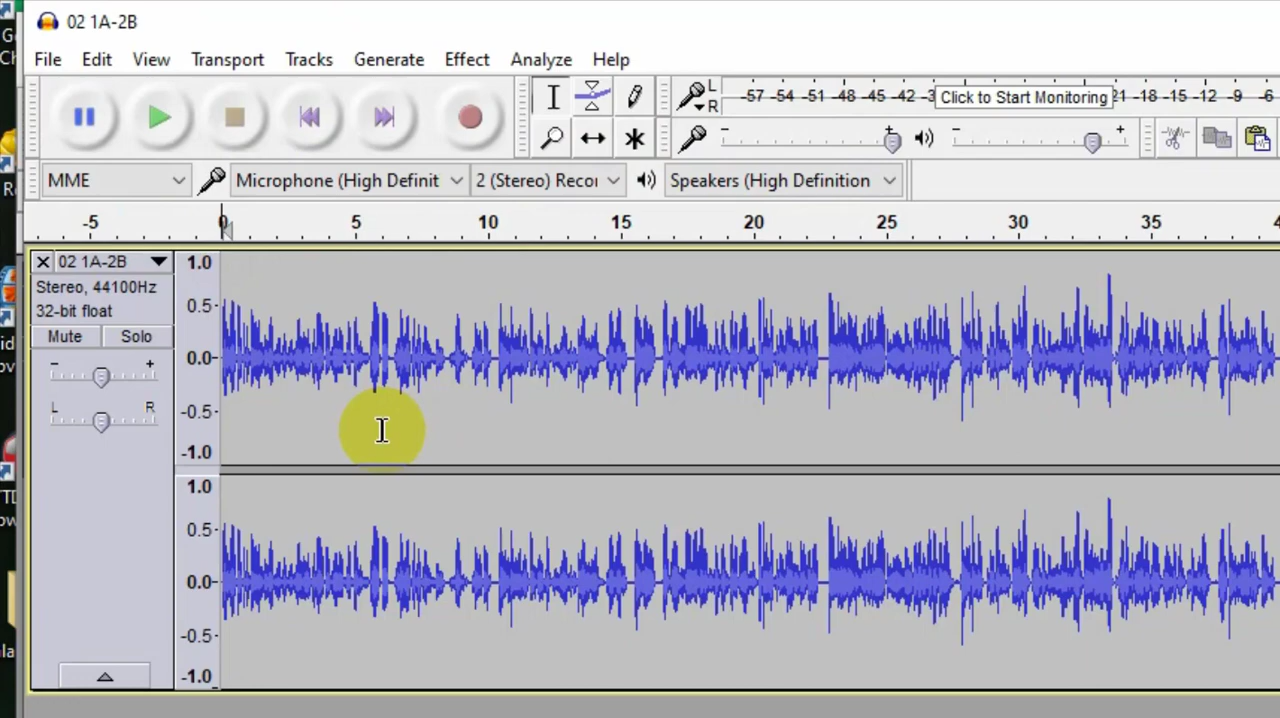 02 1A-2B
File Edit View Transport Tracks Generate Effect Analyze Help
L
R
-57 -54 -51 -48 -45 -42 -3 Click to Start Monitoring 21 -18 -15 -12 -9 -6
- + - +
MME Microphone (High Definit 2 (Stereo) Recor Speakers (High Definition
-5 0 5 10 15 20 25 30 35 4
02 1A-2B
Stereo, 44100Hz
32-bit float
Mute Solo
- +
L R
1.0
0.5
0.0
-0.5
-1.0
1.0
0.5
0.0
-0.5
-1.0